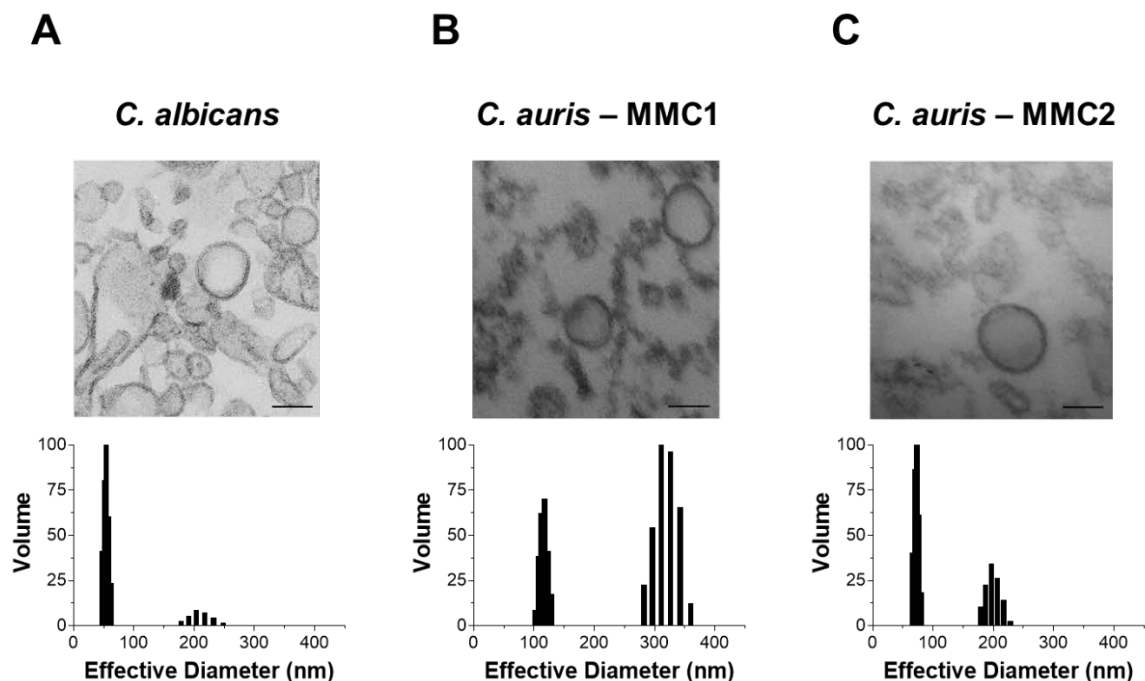 A
B
C
C. albicans
C. auris – MMC1
C. auris – MMC2
100
75
50
25
0
Volume
0 100 200 300 400
Effective Diameter (nm)
100
75
50
25
0
Volume
0 100 200 300 400
Effective Diameter (nm)
100
75
50
25
0
Volume
0 100 200 300 400
Effective Diameter (nm)